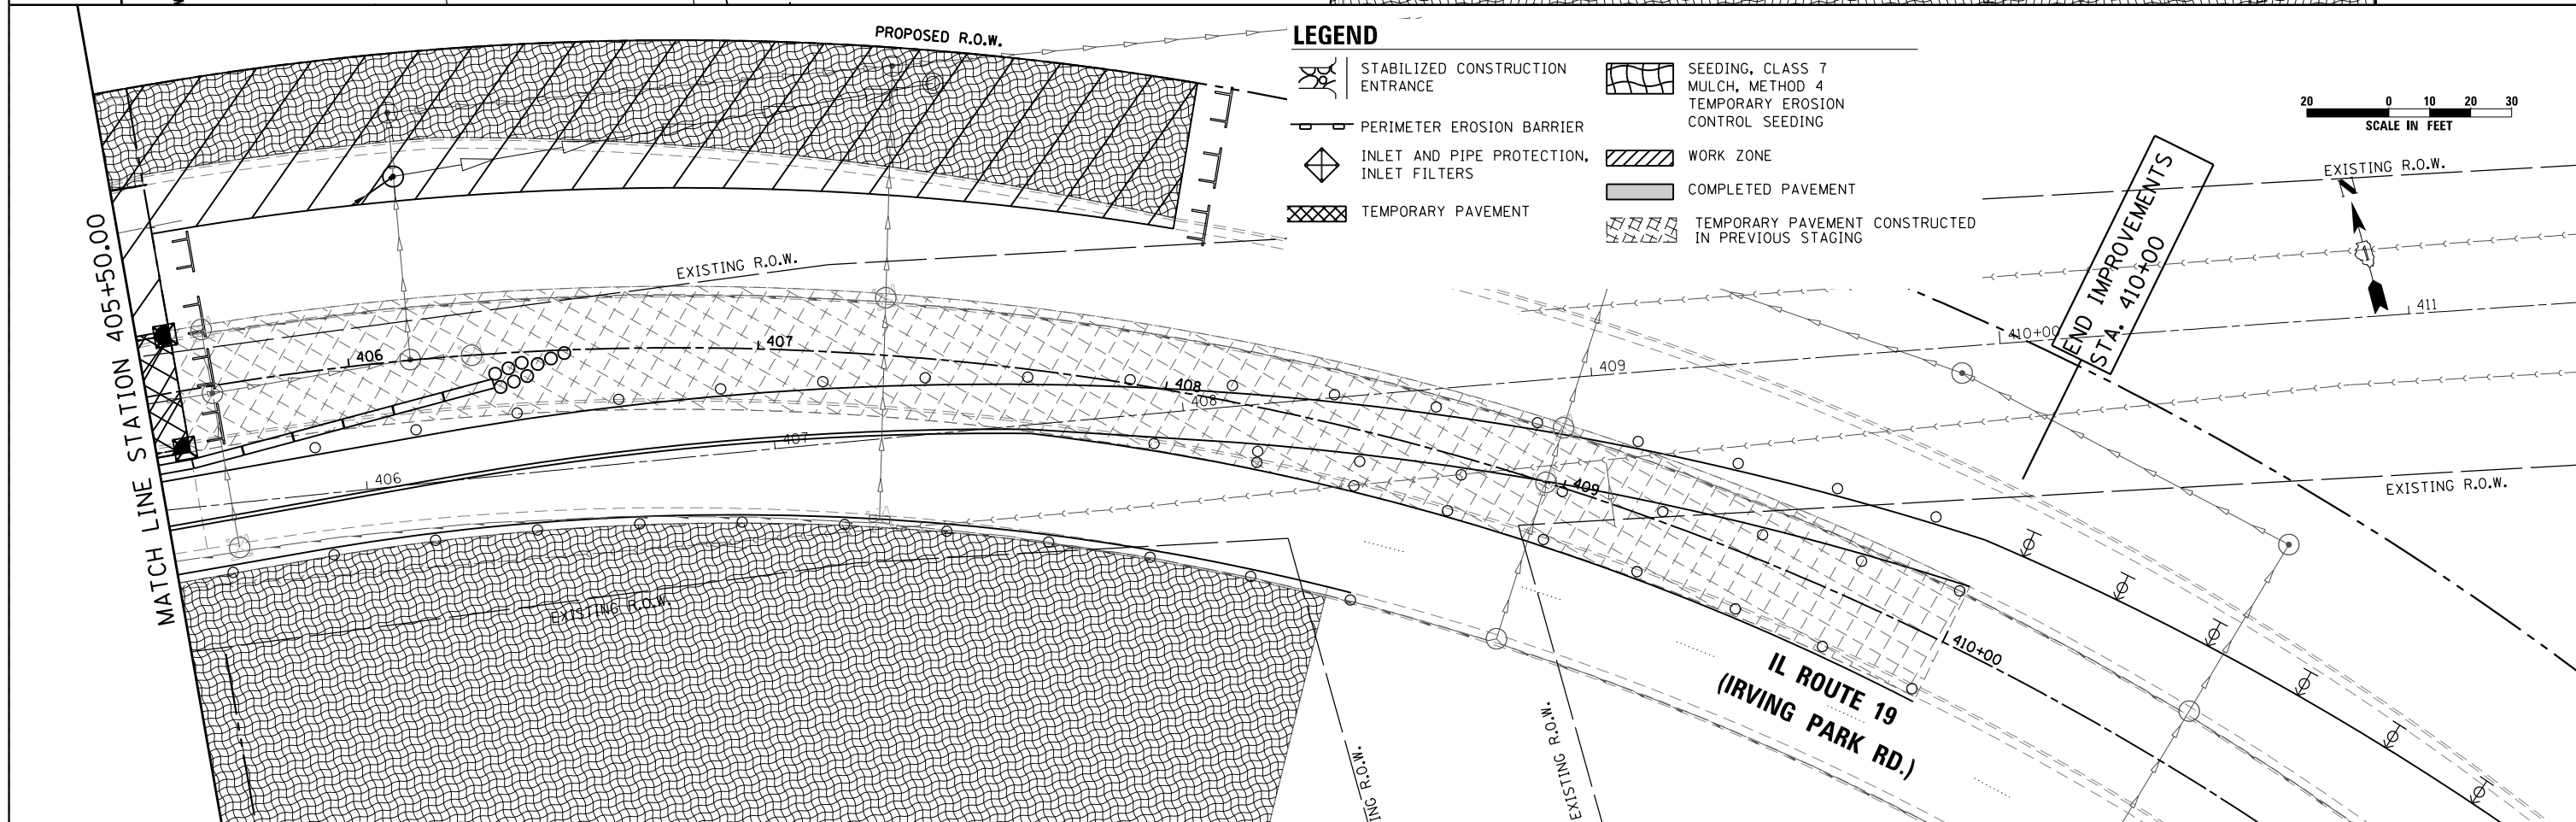 PROPOSED R.O.W.
LEGEND
STABILIZED CONSTRUCTION
ENTRANCE
PERIMETER EROSION BARRIER
INLET AND PIPE PROTECTION,
INLET FILTERS
TEMPORARY PAVEMENT
SEEDING, CLASS 7
MULCH, METHOD 4
TEMPORARY EROSION
CONTROL SEEDING
WORK ZONE
COMPLETED PAVEMENT
TEMPORARY PAVEMENT CONSTRUCTED
IN PREVIOUS STAGING
20 0 10 20 30
SCALE IN FEET
EXISTING R.O.W.
N
END IMPROVEMENTS
STA. 410+00
411
410+00
409
EXISTING R.O.W.
MATCH LINE STATION 405+50.00
406
407
408
408
407
406
409
EXISTING R.O.W.
EXISTING R.O.W.
410+00
IL ROUTE 19
(IRVING PARK RD.)
EXISTING R.O.W.
ING R.O.W.